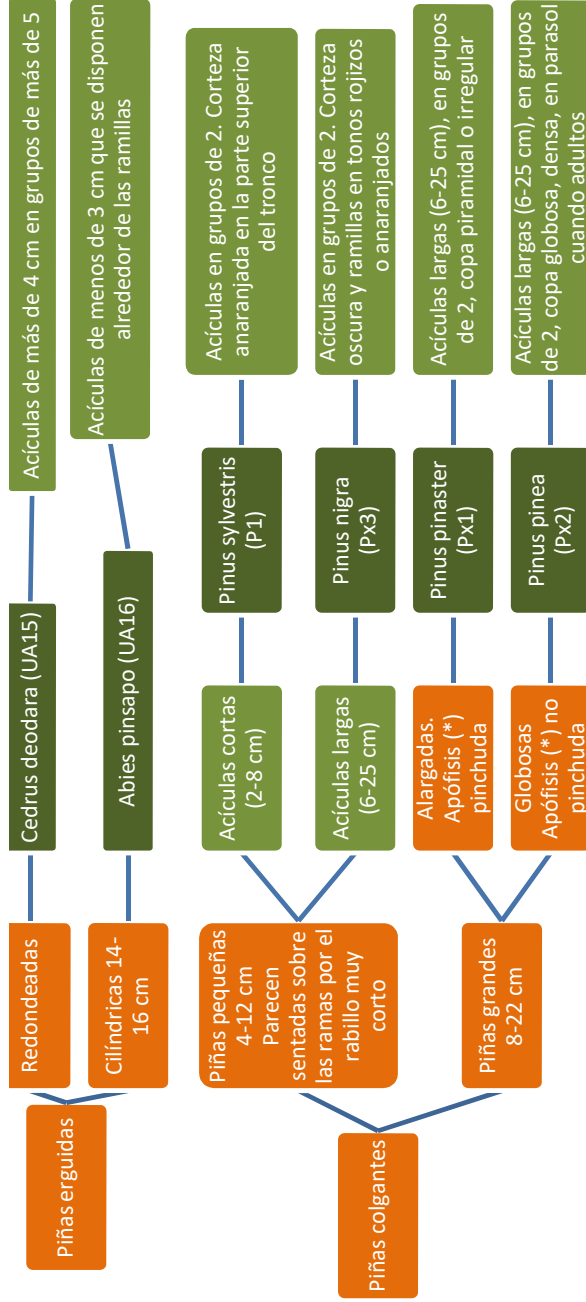 Piñas erguidas
Redondeadas
Cedrus deodara (UA15)
Acículas de más de 4 cm en grupos de más de 5
Cilíndricas 14-
16 cm
Abies pinsapo (UA16)
Acículas de menos de 3 cm que se disponen
alrededor de las ramillas
Piñas colgantes
Piñas pequeñas
4-12 cm
Parecen
sentadas sobre
las ramas por el
rabillo muy
corto
Acículas cortas
(2-8 cm)
Pinus sylvestris
(P1)
Acículas en grupos de 2. Corteza
anaranjada en la parte superior
del tronco
Acículas largas
(6-25 cm)
Pinus nigra
(Px3)
Acículas en grupos de 2. Corteza
oscura y ramillas en tonos rojizos
o anaranjados
Piñas grandes
8-22 cm
Alargadas.
Apófisis (*)
pinchuda
Pinus pinaster
(Px1)
Acículas largas (6-25 cm), en grupos
de 2, copa piramidal o irregular
Globosas
Apófisis (*) no
pinchuda
Pinus pinea
(Px2)
Acículas largas (6-25 cm), en grupos
de 2, copa globosa, densa, en parasol
cuando adultos